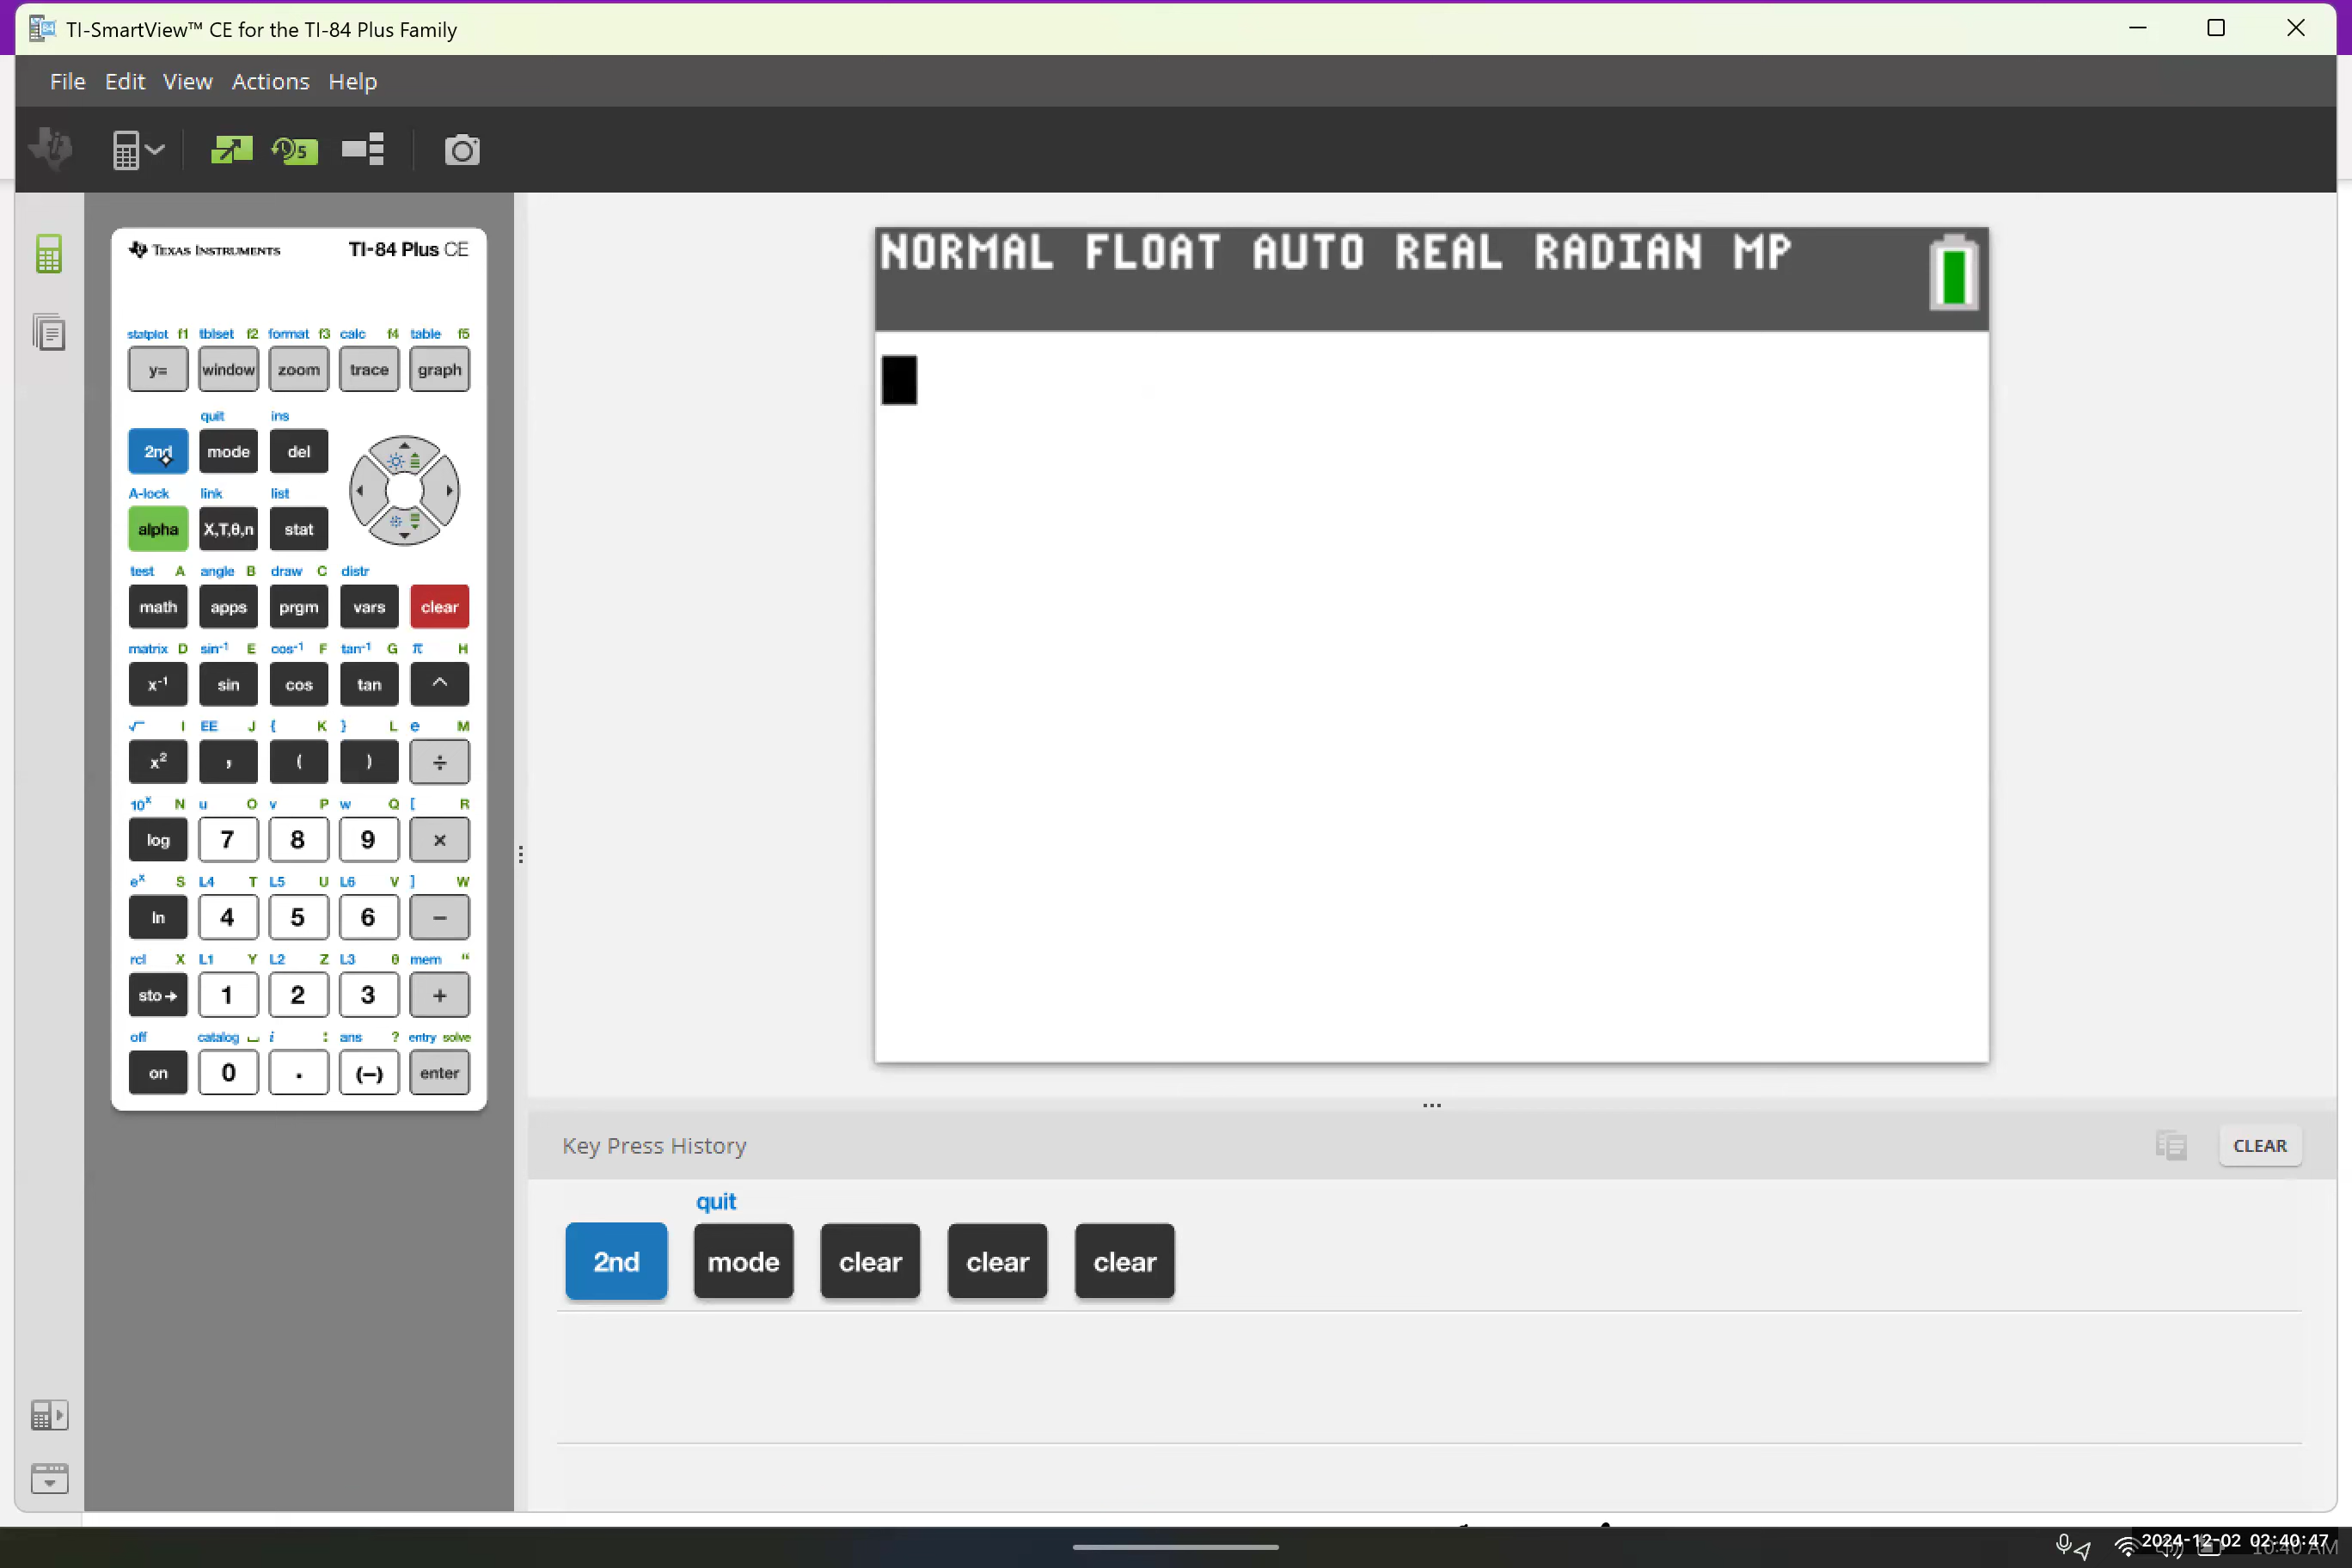 TI-SmartView™ CE for the TI-84 Plus Family
File Edit View Actions Help
5
TEXAS INSTRUMENTS TI-84 Plus CE
statplot f1 tblset f2 format f3 calc f4 table f5
y= window zoom trace graph
quit ins
2nd mode del
A-lock link list
alpha X,T,θ,n stat
test A angle B draw C distr
math apps prgm vars clear
matrix D sin⁻¹ E cos⁻¹ F tan⁻¹ G π H
x⁻¹ sin cos tan ^
√ I EE J { K } L e M
x² , ( ) ÷
10ˣ N u O v P w Q [ R
log 7 8 9 ×
eˣ S L4 T L5 U L6 V ] W
ln 4 5 6 −
rcl X L1 Y L2 Z L3 θ mem “
sto→ 1 2 3 +
off catalog ⎵ i : ans ? entry solve
on 0 . (−) enter
NORMAL FLOAT AUTO REAL RADIAN MP
Key Press History CLEAR
quit
2nd mode clear clear clear
2024-12-02 02:40:47